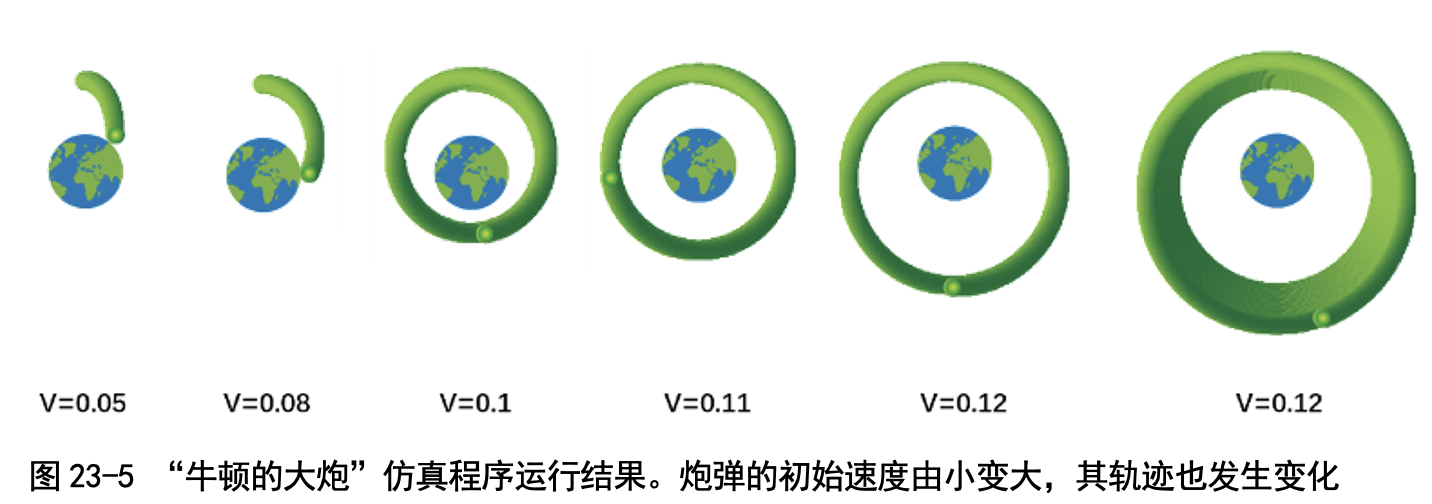 V=0.05 V=0.08 V=0.1 V=0.11 V=0.12 V=0.12
图 23-5 “牛顿的大炮”仿真程序运行结果。炮弹的初始速度由小变大，其轨迹也发生变化